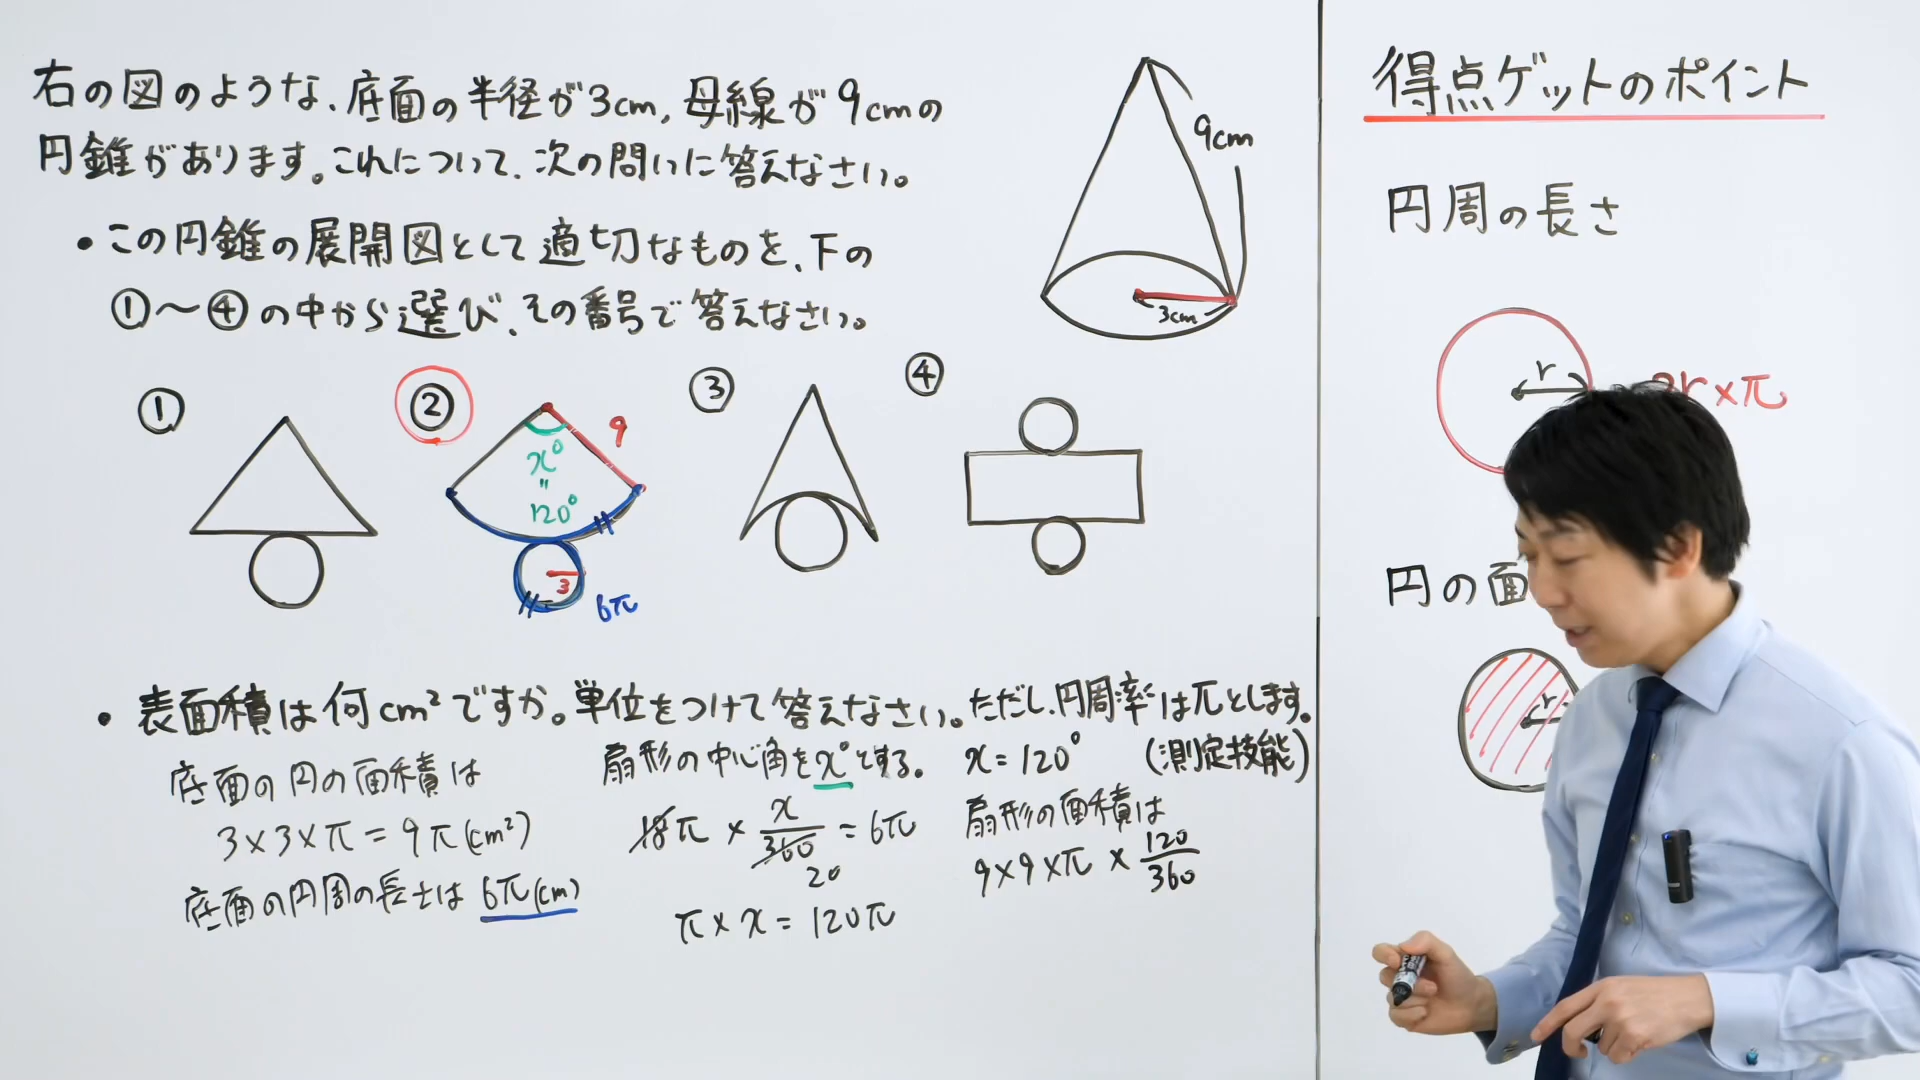 右の図のような、底面の半径が3cm, 母線が9cmの
円錐があります。これについて、次の問いに答えなさい。
・この円錐の展開図として適切なものを、下の
①〜④の中から選び、その番号で答えなさい。
9cm
3cm
①
②
9
x°
〃
120°
3
6π
③
④
・表面積は何cm²ですか。単位をつけて答えなさい。ただし、円周率はπとします。
(測定技能)
底面の円の面積は
3×3×π=9π(cm²)
底面の円周の長さは 6π(cm)
扇形の中心角をx°とする。
18π × x/360 = 6π
20
π × x = 120π
x=120°
扇形の面積は
9×9×π × 120/360
得点ゲットのポイント
円周の長さ
r
×π
円の面
r